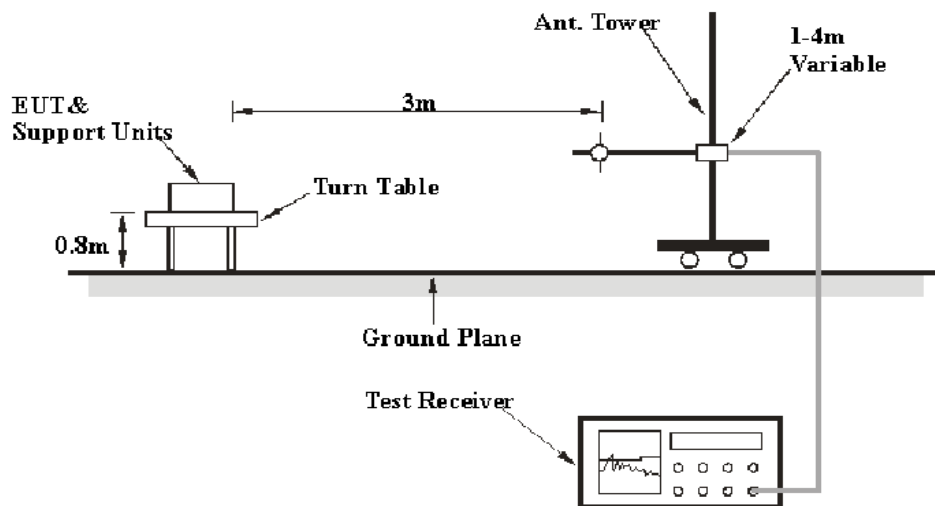 Ant. Tower
1-4m
Variable
3m
EUT&
Support Units
Turn Table
0.8m
Ground Plane
Test Receiver